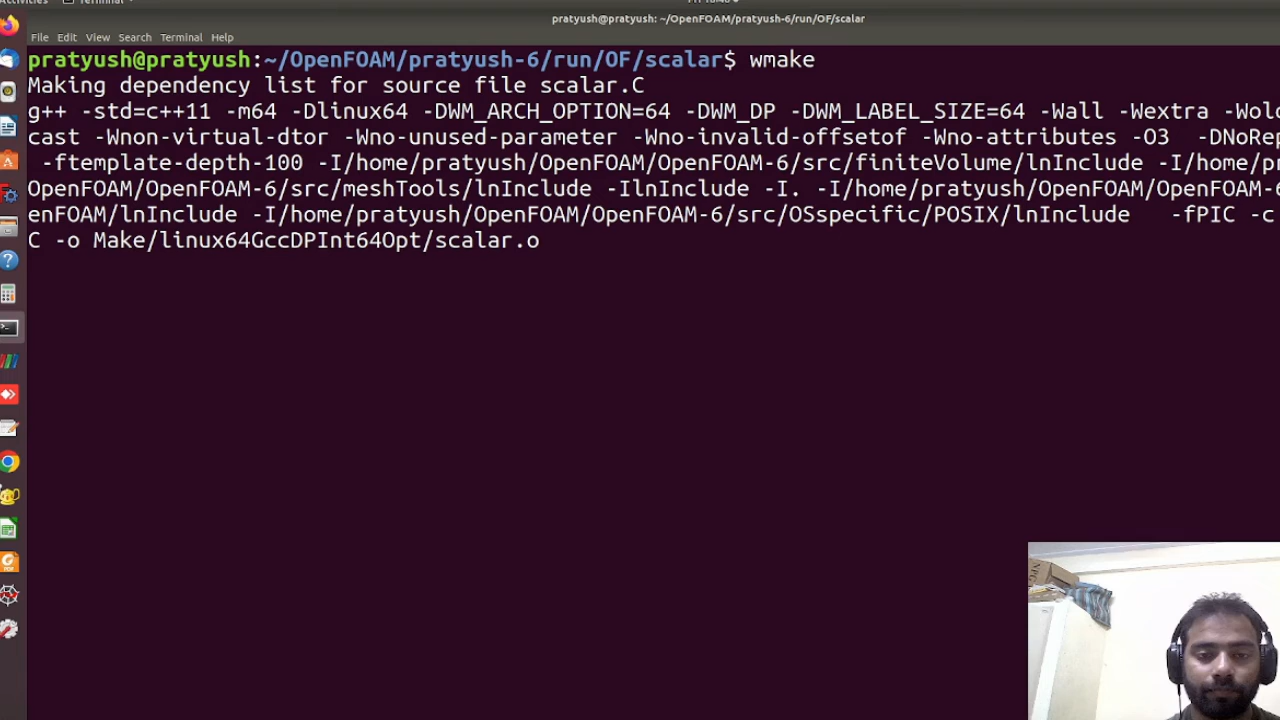 Activities
Terminal
pratyush@pratyush: ~/OpenFOAM/pratyush-6/run/OF/scalar
File Edit View Search Terminal Help
pratyush@pratyush:~/OpenFOAM/pratyush-6/run/OF/scalar$ wmake
Making dependency list for source file scalar.C
g++ -std=c++11 -m64 -Dlinux64 -DWM_ARCH_OPTION=64 -DWM_DP -DWM_LABEL_SIZE=64 -Wall -Wextra -Wol
cast -Wnon-virtual-dtor -Wno-unused-parameter -Wno-invalid-offsetof -Wno-attributes -O3 -DNoRep
-ftemplate-depth-100 -I/home/pratyush/OpenFOAM/OpenFOAM-6/src/finiteVolume/lnInclude -I/home/pr
OpenFOAM/OpenFOAM-6/src/meshTools/lnInclude -IlnInclude -I. -I/home/pratyush/OpenFOAM/OpenFOAM-6
enFOAM/lnInclude -I/home/pratyush/OpenFOAM/OpenFOAM-6/src/OSspecific/POSIX/lnInclude -fPIC -c
C -o Make/linux64GccDPInt64Opt/scalar.o